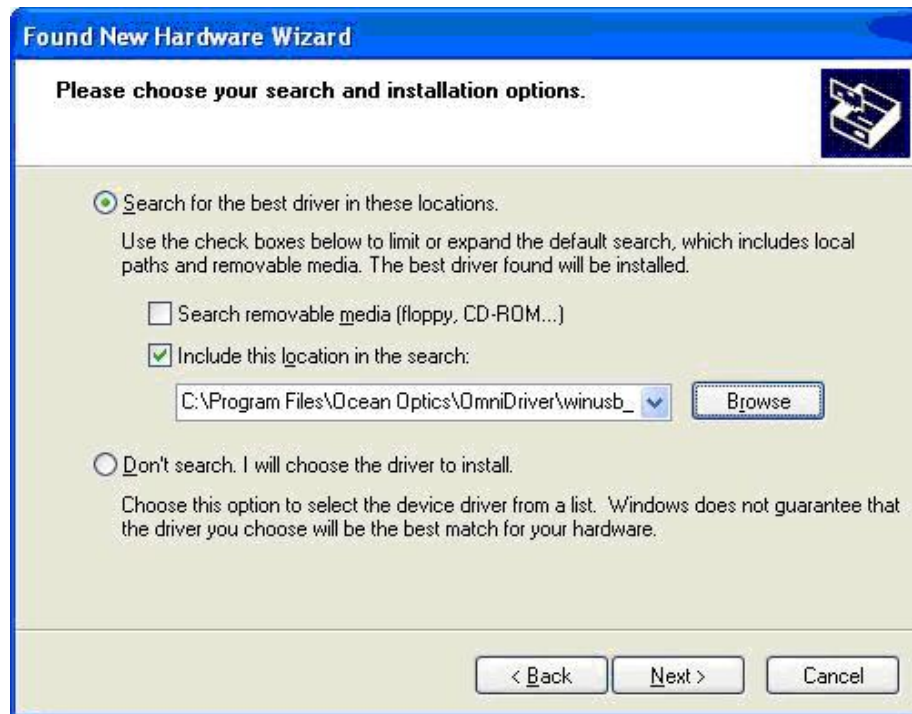 Found New Hardware Wizard
Please choose your search and installation options.
Search for the best driver in these locations.
Use the check boxes below to limit or expand the default search, which includes local
paths and removable media. The best driver found will be installed.
Search removable media (floppy, CD-ROM...)
Include this location in the search:
C:\Program Files\Ocean Optics\OmniDriver\winusb_
Browse
Don't search. I will choose the driver to install.
Choose this option to select the device driver from a list.  Windows does not guarantee that
the driver you choose will be the best match for your hardware.
< Back
Next >
Cancel